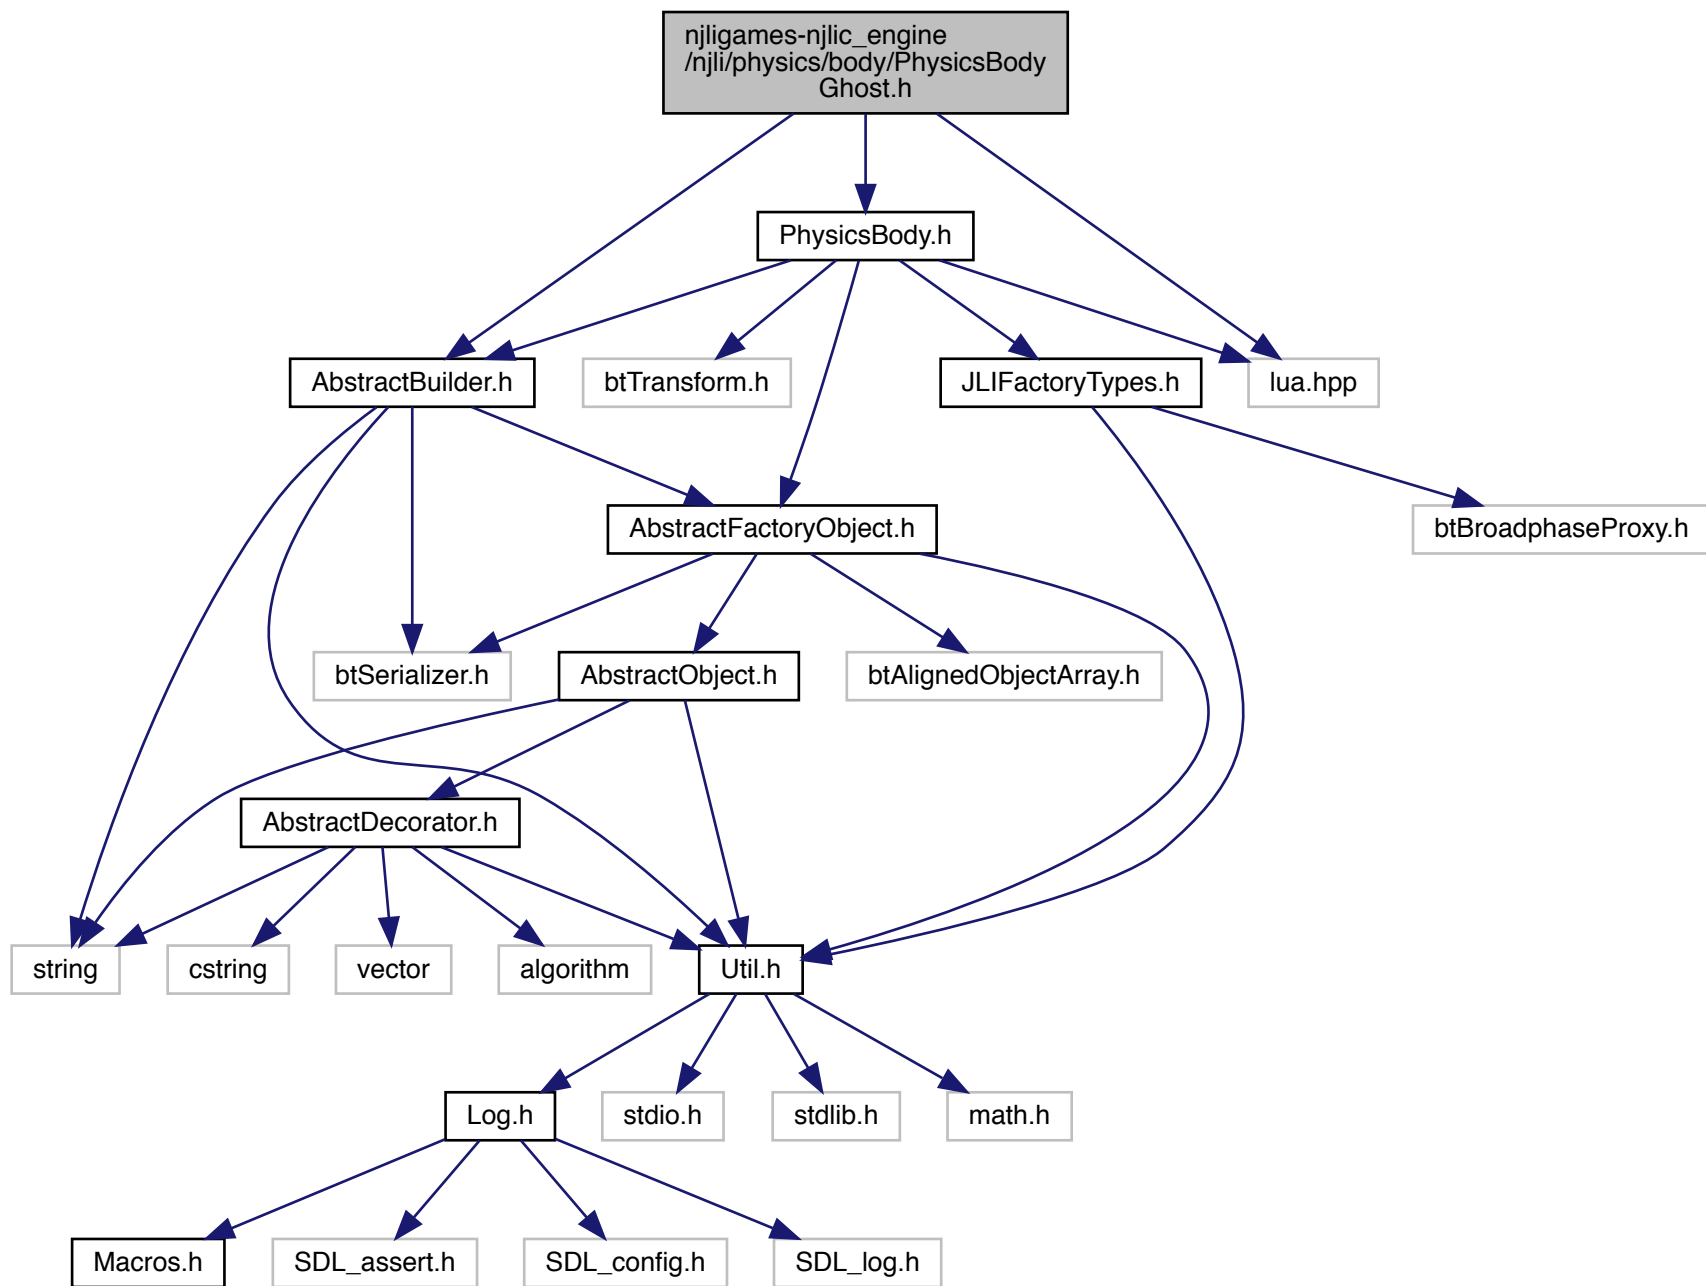 njligames-njlic_engine
/njli/physics/body/PhysicsBody
Ghost.h
PhysicsBody.h
AbstractBuilder.h
btTransform.h
JLIFactoryTypes.h
lua.hpp
AbstractFactoryObject.h
btBroadphaseProxy.h
btSerializer.h
AbstractObject.h
btAlignedObjectArray.h
AbstractDecorator.h
string
cstring
vector
algorithm
Util.h
Log.h
stdio.h
stdlib.h
math.h
Macros.h
SDL_assert.h
SDL_config.h
SDL_log.h